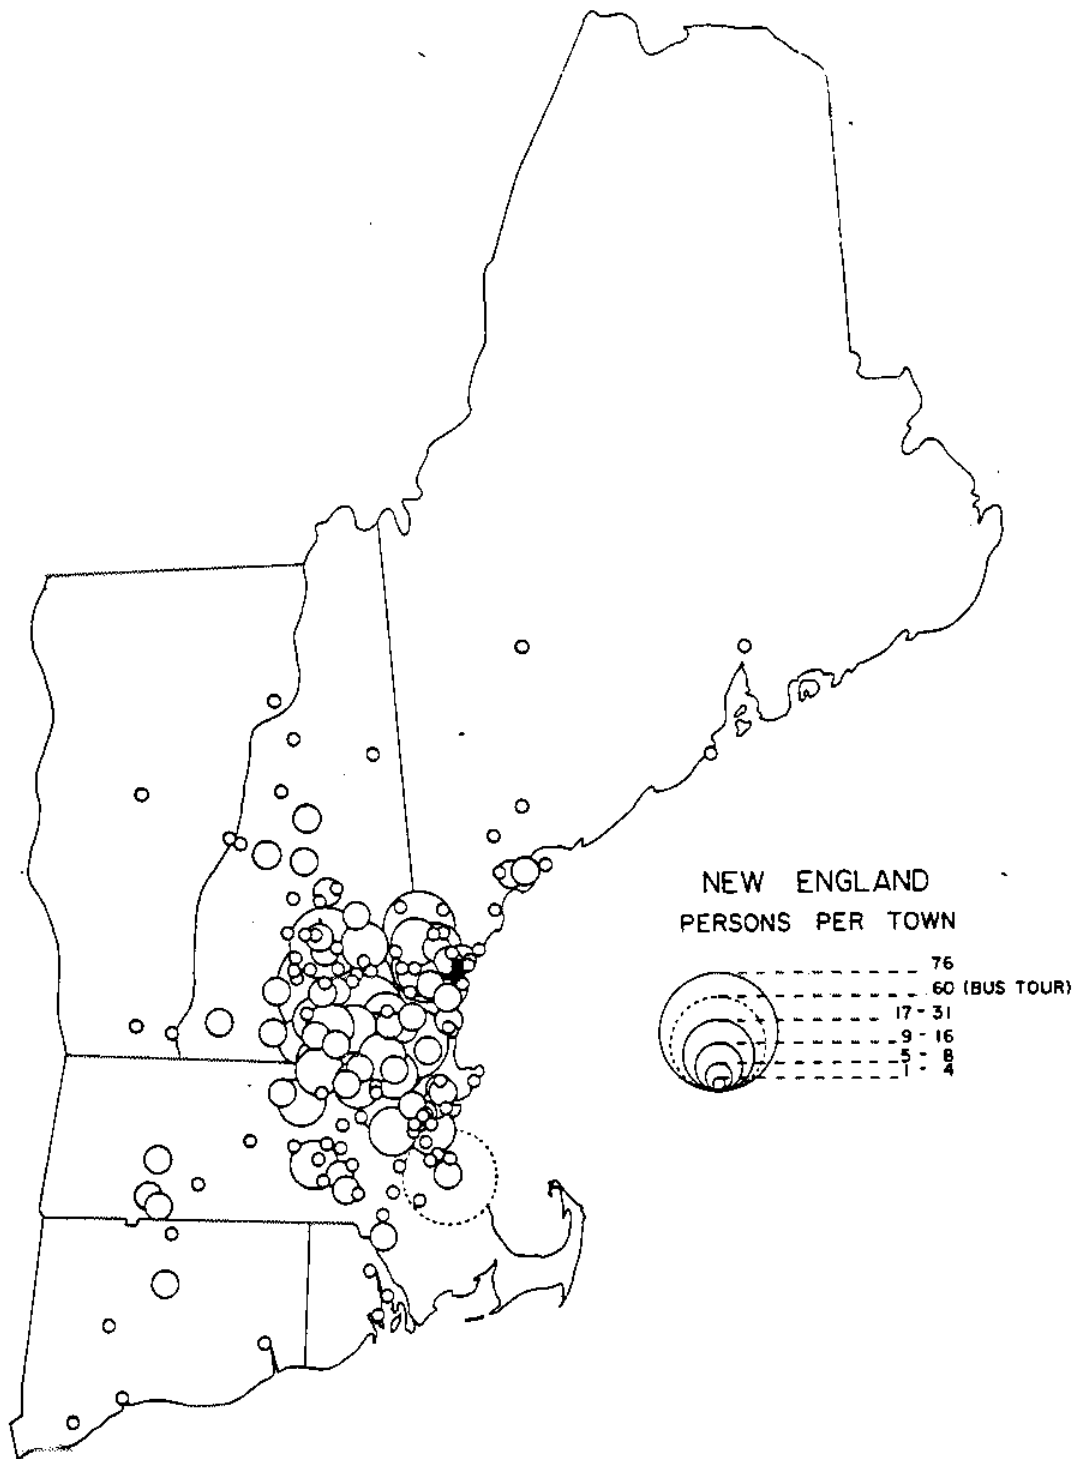 NEW ENGLAND
PERSONS PER TOWN
76
60 (BUS TOUR)
17 - 31
9 - 16
5 - 8
1 - 4